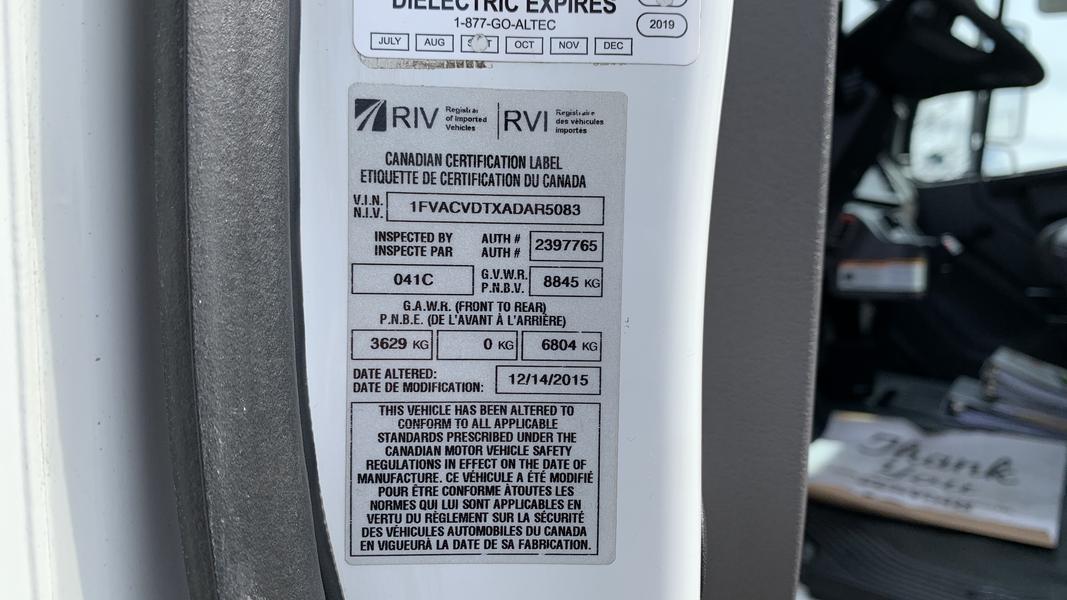 DIELECTRIC EXPIRES
1-877-GO-ALTEC
2019
JULY AUG OCT NOV DEC
RIV Registrar of Imported Vehicles
RVI Registraire des véhicules importés
CANADIAN CERTIFICATION LABEL
ETIQUETTE DE CERTIFICATION DU CANADA
V.I.N.
N.I.V.
1FVACVDTXADAR5083
INSPECTED BY
INSPECTE PAR
AUTH #
AUTH #
2397765
041C
G.V.W.R.
P.N.B.V.
8845 KG
G.A.W.R. (FRONT TO REAR)
P.N.B.E. (DE L'AVANT À L'ARRIÈRE)
3629 KG 0 KG 6804 KG
DATE ALTERED:
DATE DE MODIFICATION:
12/14/2015
THIS VEHICLE HAS BEEN ALTERED TO
CONFORM TO ALL APPLICABLE
STANDARDS PRESCRIBED UNDER THE
CANADIAN MOTOR VEHICLE SAFETY
REGULATIONS IN EFFECT ON THE DATE OF
MANUFACTURE. CE VÉHICULE A ÉTÉ MODIFIÉ
POUR ÊTRE CONFORME ÀTOUTES LES
NORMES QUI LUI SONT APPLICABLES EN
VERTU DU RÈGLEMENT SUR LA SÉCURITÉ
DES VÉHICULES AUTOMOBILES DU CANADA
EN VIGUEURÀ LA DATE DE SA FABRICATION.
Thank
You